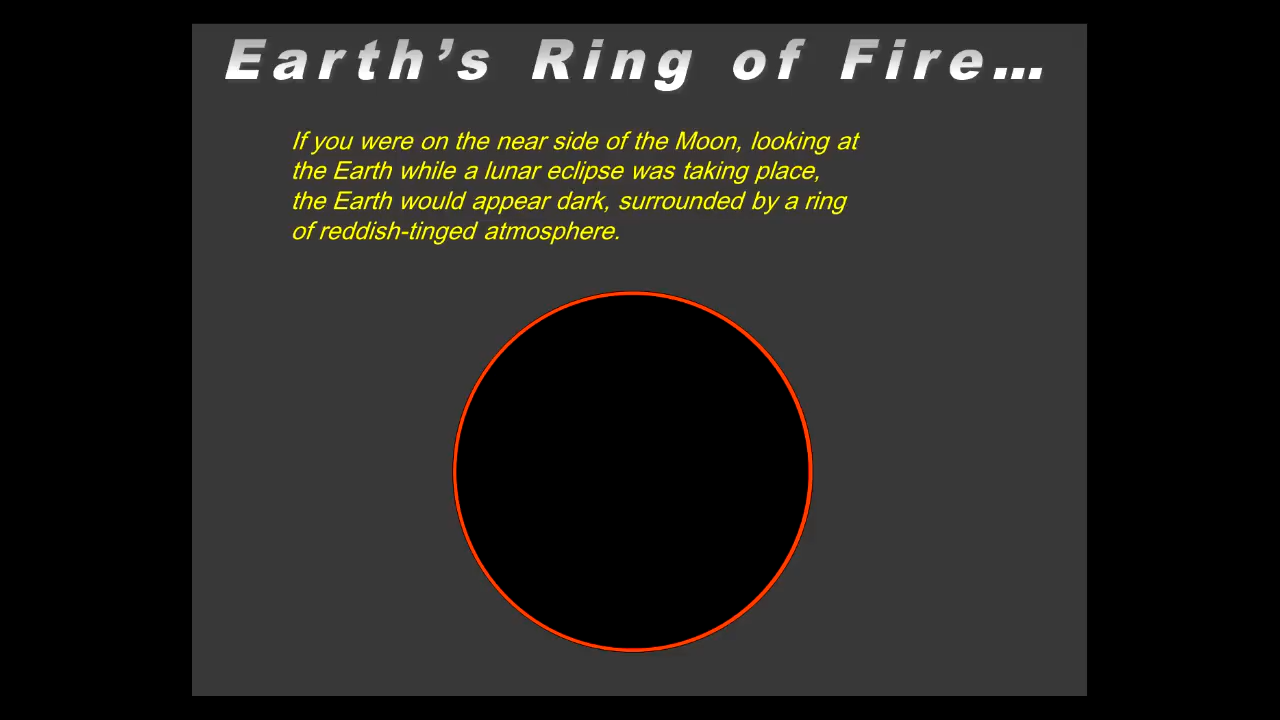 Earth’s Ring of Fire…
If you were on the near side of the Moon, looking at
the Earth while a lunar eclipse was taking place,
the Earth would appear dark, surrounded by a ring
of reddish-tinged atmosphere.